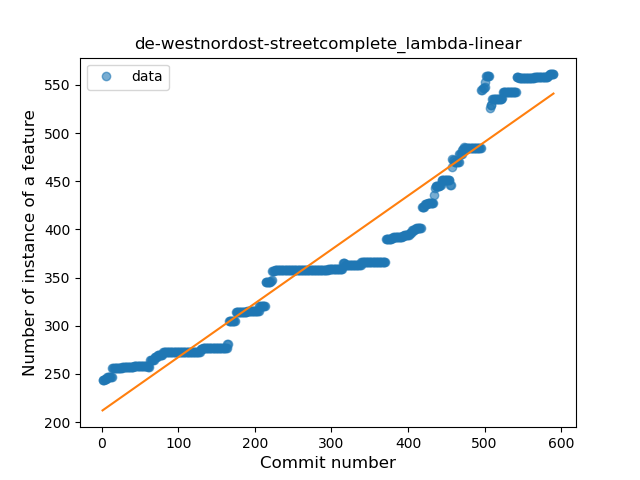 de-westnordost-streetcomplete_lambda-linear
data
Number of instance of a feature
550
500
450
400
350
300
250
200
0 100 200 300 400 500 600
Commit number